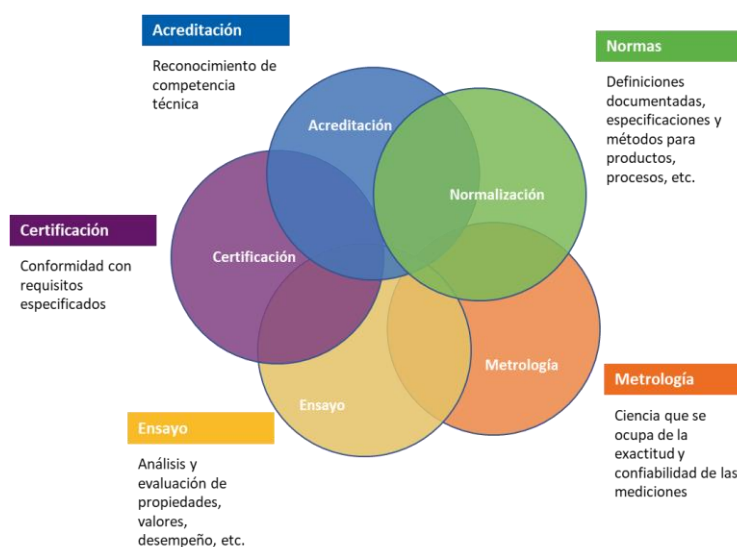 Acreditación
Reconocimiento de
competencia
técnica
Normas
Definiciones
documentadas,
especificaciones y
métodos para
productos,
procesos, etc.
Acreditación
Normalización
Certificación
Conformidad con
requisitos
especificados
Certificación
Metrología
Ensayo
Metrología
Ciencia que se
ocupa de la
exactitud y
confiabilidad de las
mediciones
Ensayo
Análisis y
evaluación de
propiedades,
valores,
desempeño, etc.